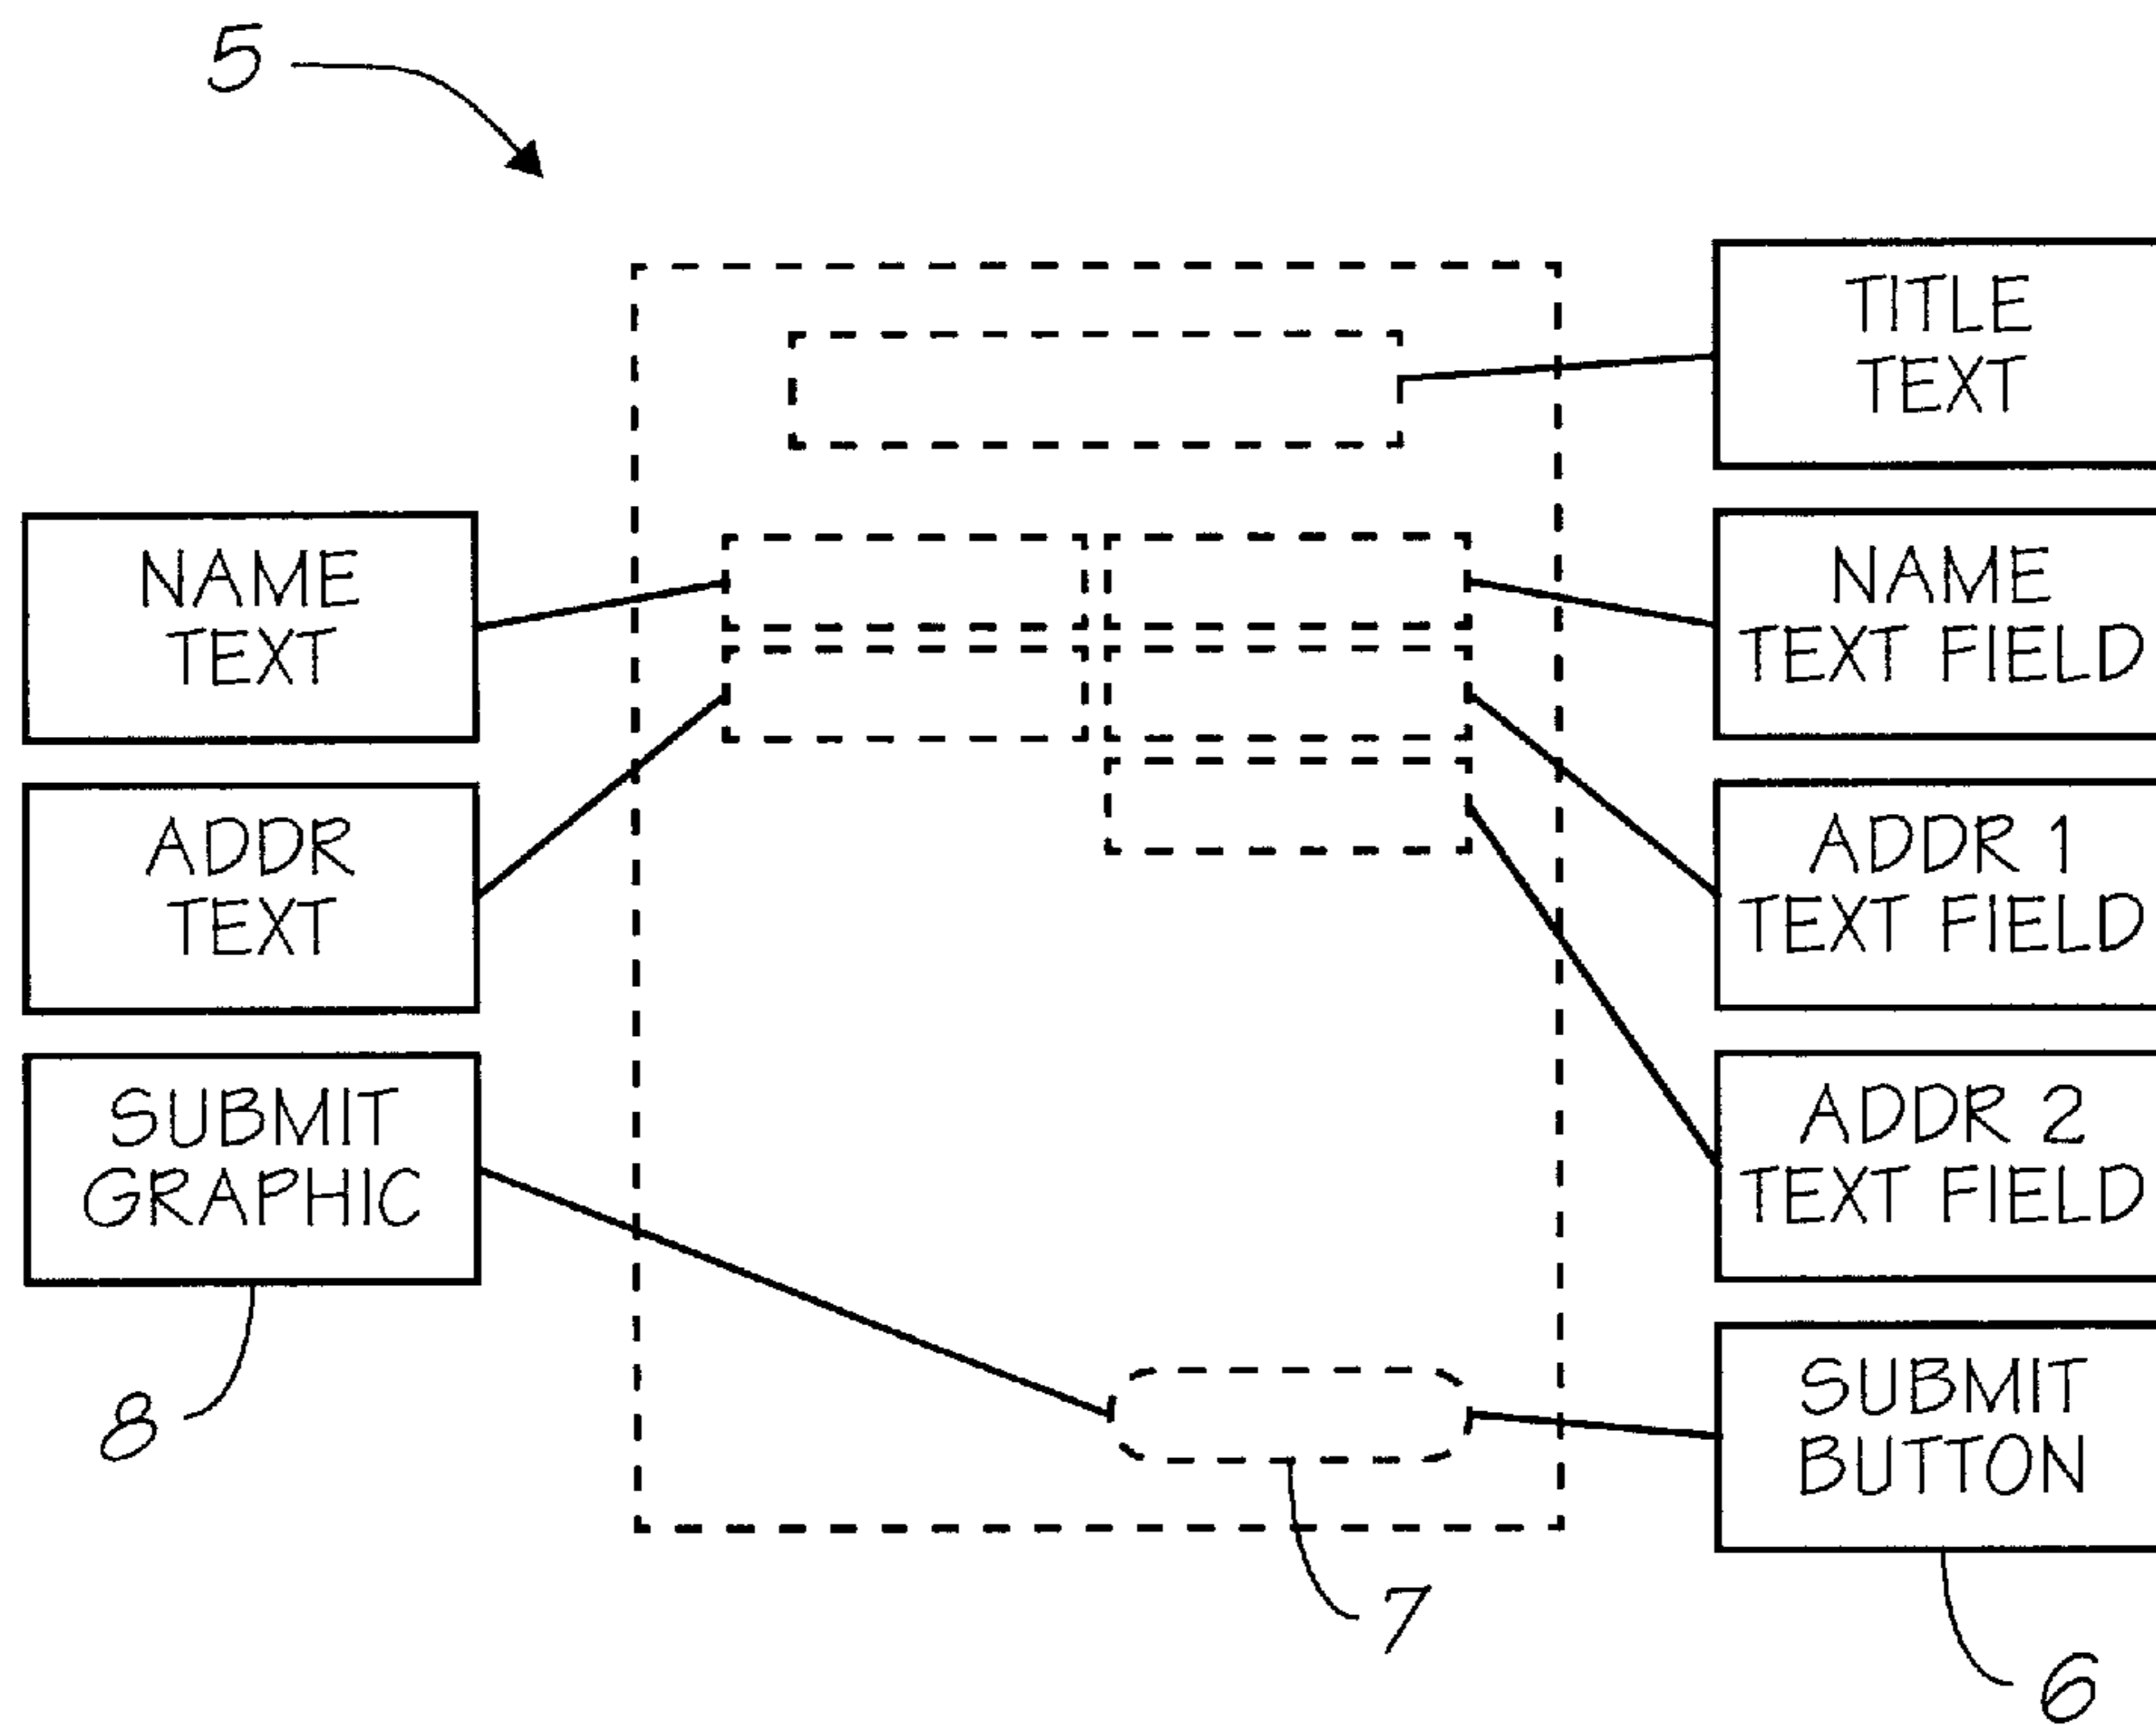 5
TITLE
TEXT
NAME
TEXT
NAME
TEXT FIELD
ADDR
TEXT
ADDR 1
TEXT FIELD
SUBMIT
GRAPHIC
ADDR 2
TEXT FIELD
8
SUBMIT
BUTTON
7
6